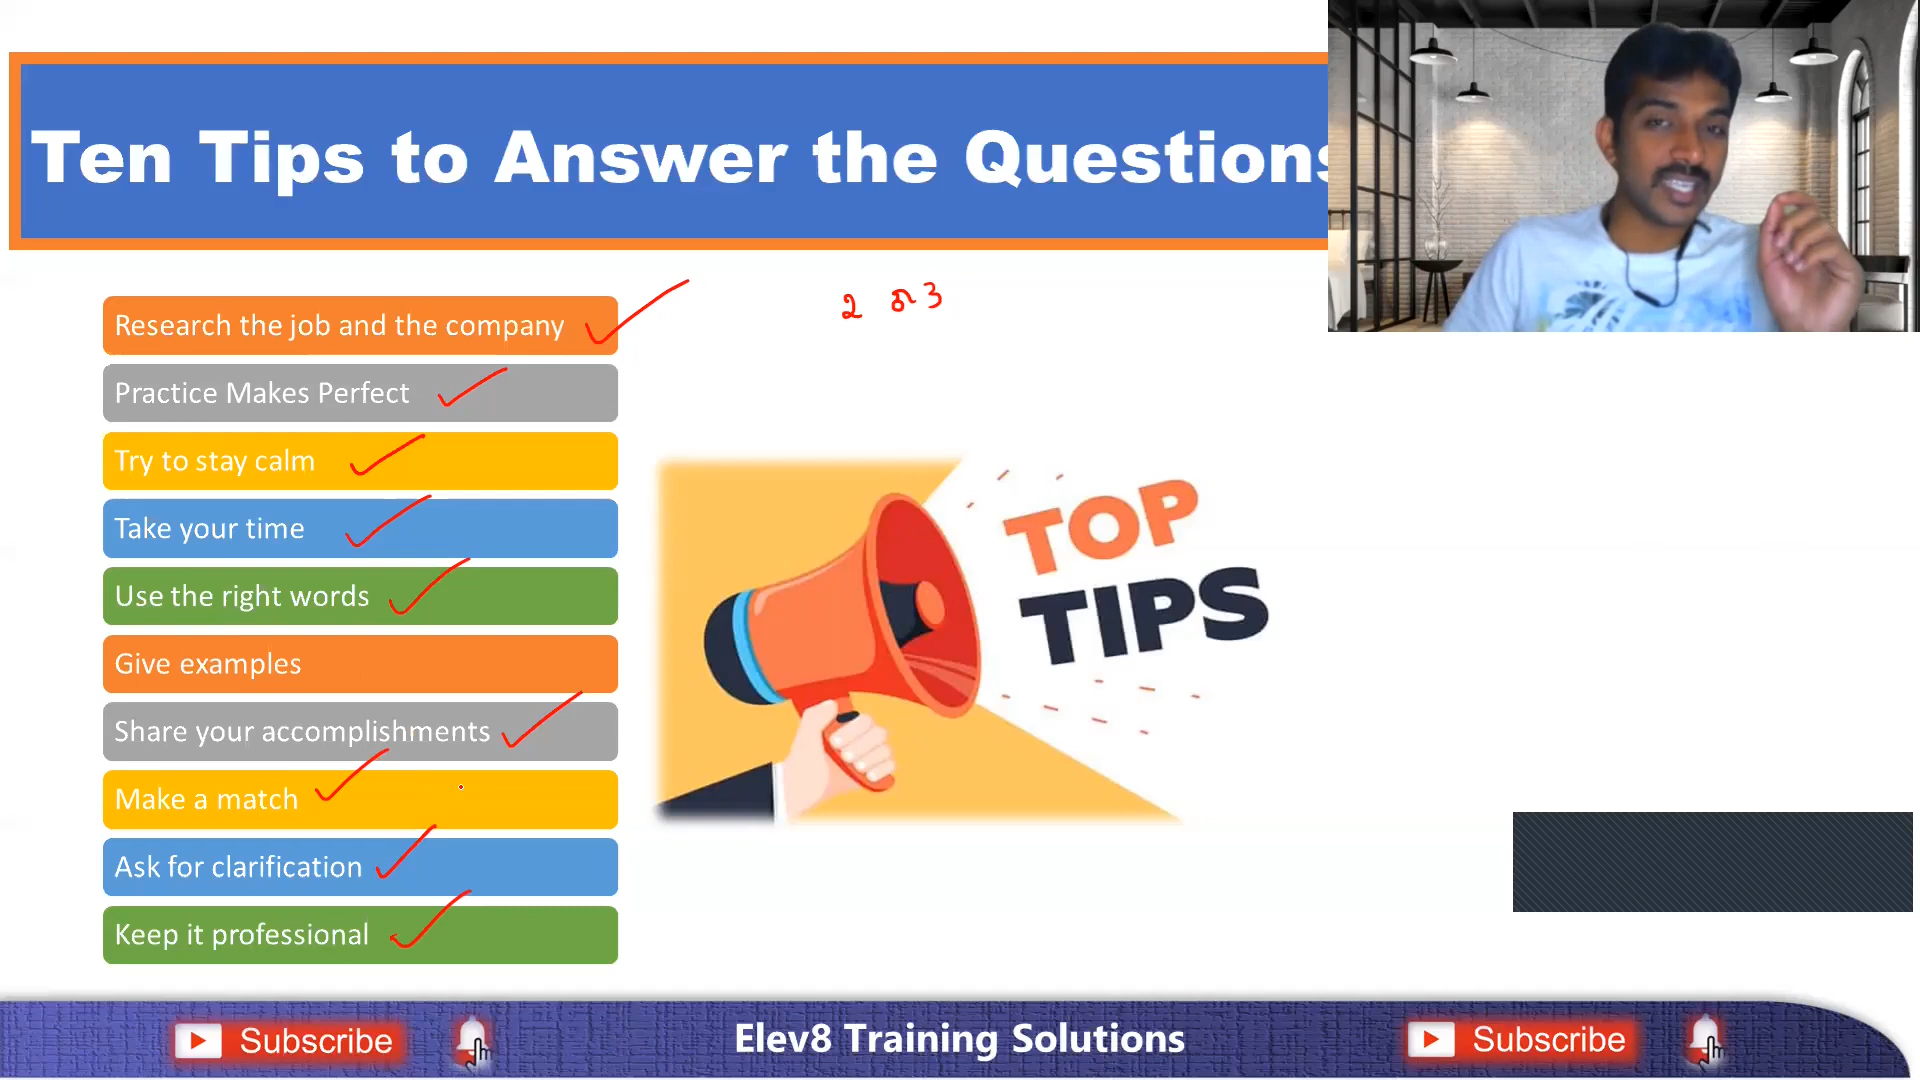 Ten Tips to Answer the Questions
Research the job and the company
2 or 3
Practice Makes Perfect
Try to stay calm
Take your time
Use the right words
Give examples
Share your accomplishments
Make a match
Ask for clarification
Keep it professional
TOP
TIPS
Subscribe
Elev8 Training Solutions
Subscribe